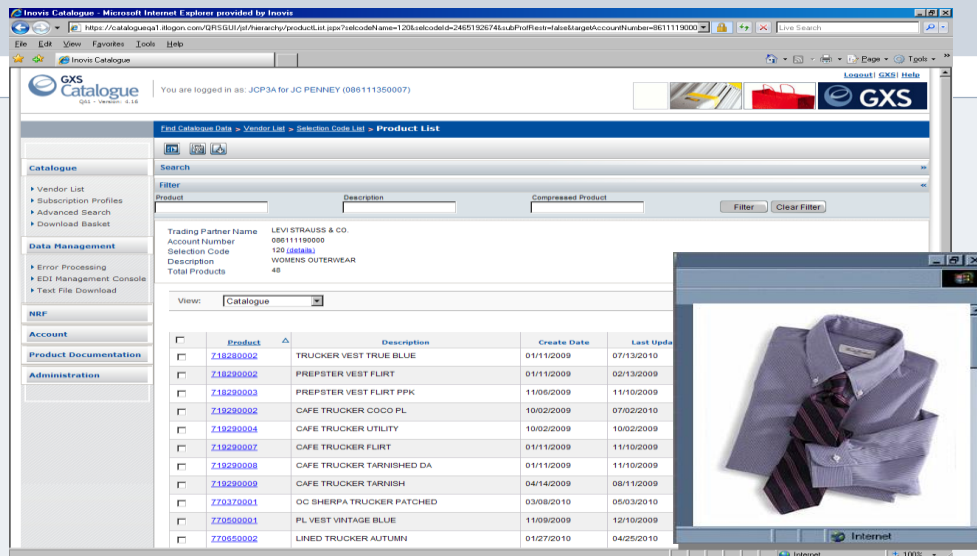 Inovis Catalogue - Microsoft Internet Explorer provided by Inovis
https://catalogueqa1.illogon.com/QRSGUI/jsf/hierarchy/productList.jspx?selcodeName=120&selcodeId=2465192674&subProfRestr=false&targetAccountNumber=8611119000
Live Search
File Edit View Favorites Tools Help
Inovis Catalogue
Page Tools
GXS
Catalogue
QS1 - Version: 4.16
You are logged in as: JCP3A for JC PENNEY (086111350007)
Logout| GXS| Help
GXS
Find Catalogue Data > Vendor List > Selection Code List > Product List
Catalogue
Vendor List
Subscription Profiles
Advanced Search
Download Basket
Data Management
Error Processing
EDI Management Console
Text File Download
NRF
Account
Product Documentation
Administration
Search
Filter
Product Description Compressed Product
Filter Clear Filter
Trading Partner Name LEVI STRAUSS & CO.
Account Number 086111190000
Selection Code 120 (details)
Description WOMENS OUTERWEAR
Total Products 48
View: Catalogue
Product Description Create Date Last Upda
718280002 TRUCKER VEST TRUE BLUE 01/11/2009 07/13/2010
718290002 PREPSTER VEST FLIRT 01/11/2009 02/13/2009
718290003 PREPSTER VEST FLIRT PPK 11/06/2009 11/10/2009
719290002 CAFE TRUCKER COCO PL 10/02/2009 07/02/2010
719290004 CAFE TRUCKER UTILITY 10/02/2009 10/02/2009
719290007 CAFE TRUCKER FLIRT 01/11/2009 11/10/2009
719290008 CAFE TRUCKER TARNISHED DA 01/11/2009 11/10/2009
719290009 CAFE TRUCKER TARNISH 04/14/2009 08/11/2009
770370001 OC SHERPA TRUCKER PATCHED 03/08/2010 05/03/2010
770500001 PL VEST VINTAGE BLUE 11/09/2009 12/10/2009
770650002 LINED TRUCKER AUTUMN 01/27/2010 04/25/2010
Internet
Internet 100%